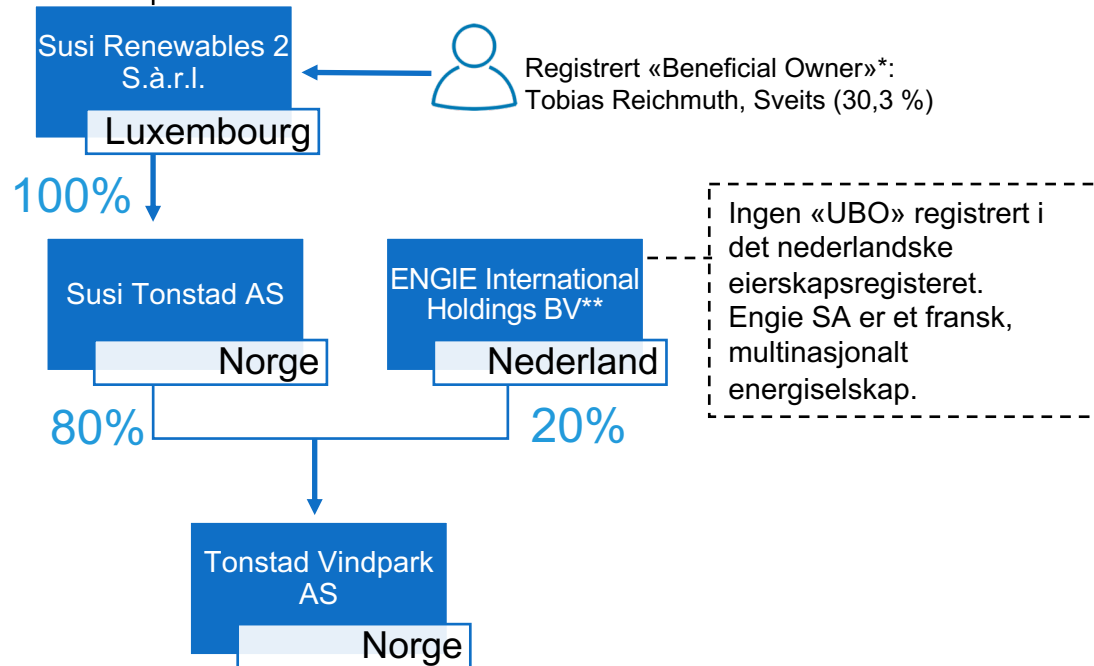 Susi Renewables 2
S.à.r.l.
Luxembourg
Registrert «Beneficial Owner»*:
Tobias Reichmuth, Sveits (30,3 %)
100%
Susi Tonstad AS
Norge
ENGIE International
Holdings BV**
Nederland
Ingen «UBO» registrert i
det nederlandske
eierskapsregisteret.
Engie SA er et fransk,
multinasjonalt
energiselskap.
80%
20%
Tonstad Vindpark
AS
Norge